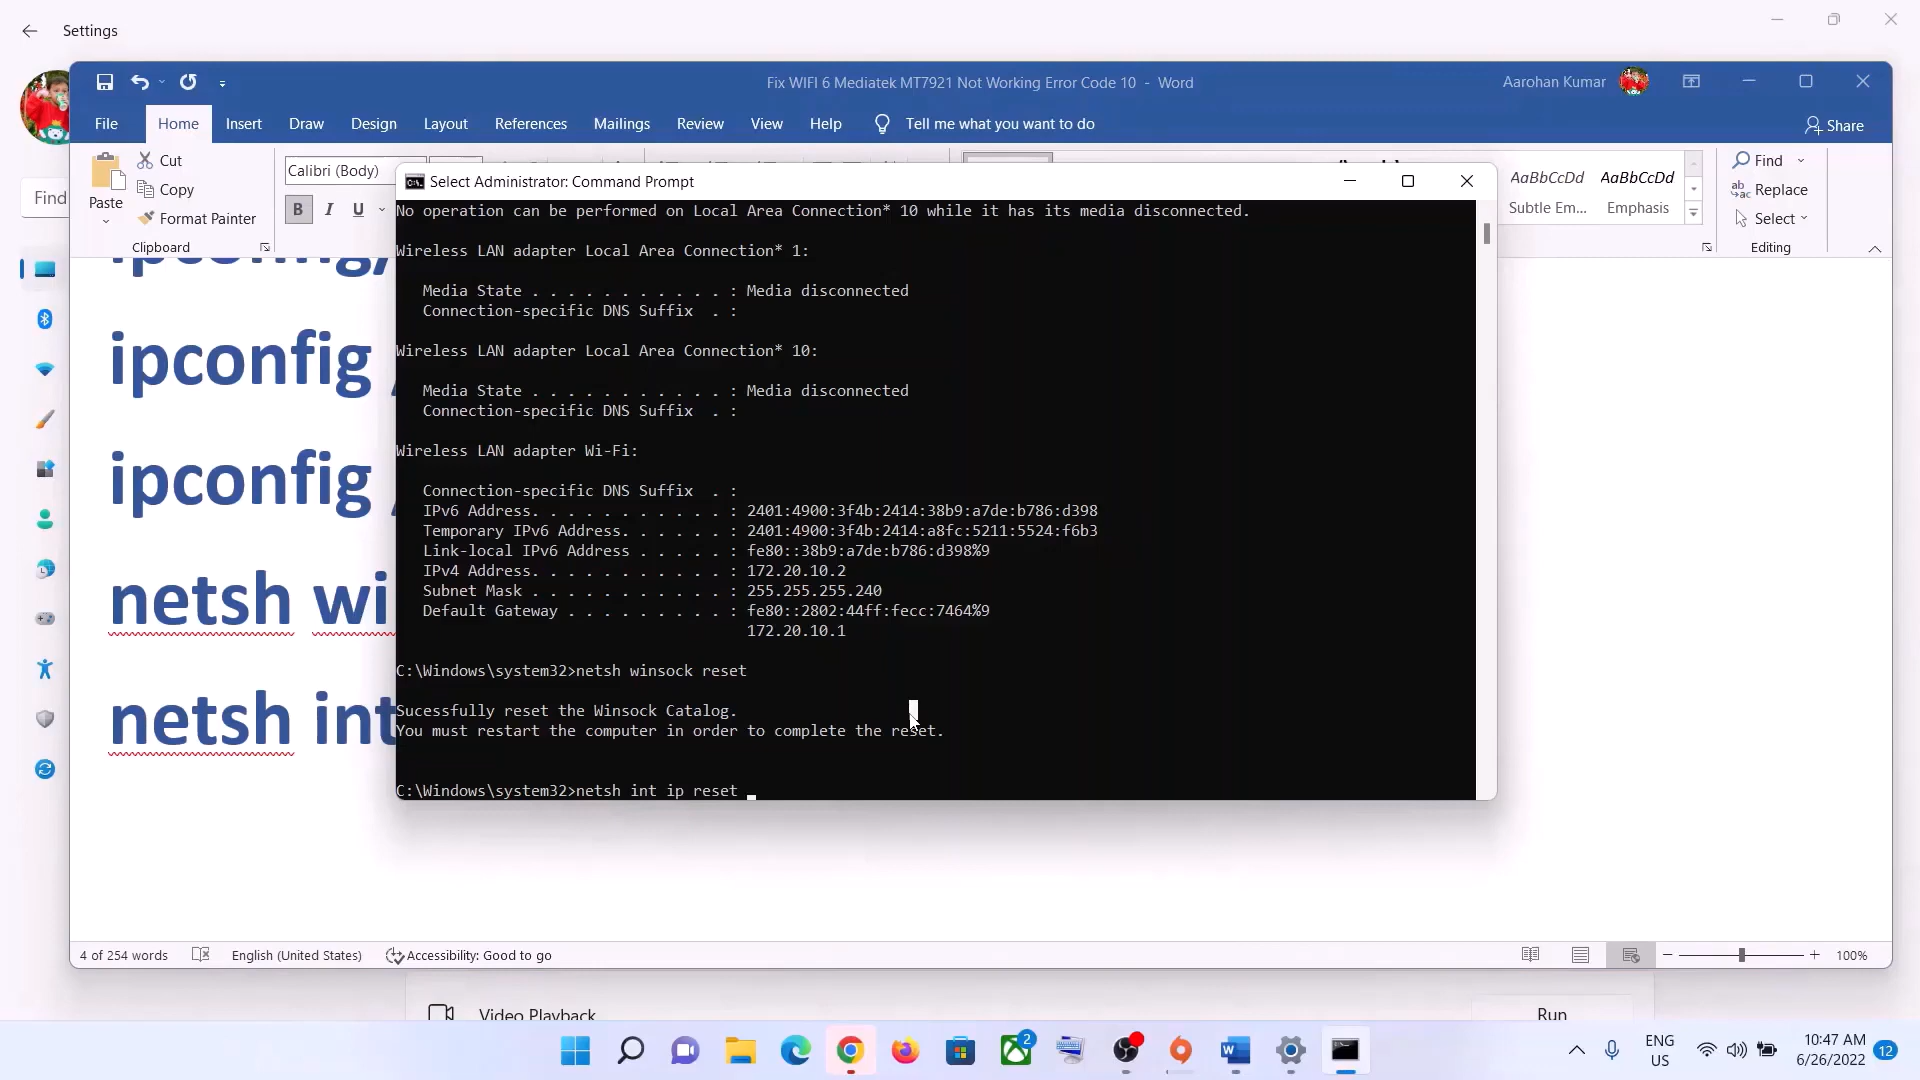 Settings
Fix WIFI 6 Mediatek MT7921 Not Working Error Code 10 - Word
Aarohan Kumar
File Home Insert Draw Design Layout References Mailings Review View Help Tell me what you want to do
Share
Paste
Cut
Copy
Format Painter
Clipboard
Calibri (Body)
B I U
AaBbCcDd AaBbCcDd
Subtle Em... Emphasis
Find
Replace
Select
Editing
Find
ipconfig
ipconfig
netsh wi
netsh int
Select Administrator: Command Prompt
No operation can be performed on Local Area Connection* 10 while it has its media disconnected.
Wireless LAN adapter Local Area Connection* 1:
Media State . . . . . . . . . . . : Media disconnected
Connection-specific DNS Suffix . :
Wireless LAN adapter Local Area Connection* 10:
Media State . . . . . . . . . . . : Media disconnected
Connection-specific DNS Suffix . :
Wireless LAN adapter Wi-Fi:
Connection-specific DNS Suffix . :
IPv6 Address. . . . . . . . . . . : 2401:4900:3f4b:2414:38b9:a7de:b786:d398
Temporary IPv6 Address. . . . . . : 2401:4900:3f4b:2414:a8fc:5211:5524:f6b3
Link-local IPv6 Address . . . . . : fe80::38b9:a7de:b786:d398%9
IPv4 Address. . . . . . . . . . . : 172.20.10.2
Subnet Mask . . . . . . . . . . . : 255.255.255.240
Default Gateway . . . . . . . . . : fe80::2802:44ff:fecc:7464%9
172.20.10.1
C:\Windows\system32>netsh winsock reset
Sucessfully reset the Winsock Catalog.
You must restart the computer in order to complete the reset.
C:\Windows\system32>netsh int ip reset
4 of 254 words English (United States) Accessibility: Good to go
100%
Video Playback
Run
2
ENG
US
10:47 AM
6/26/2022
12